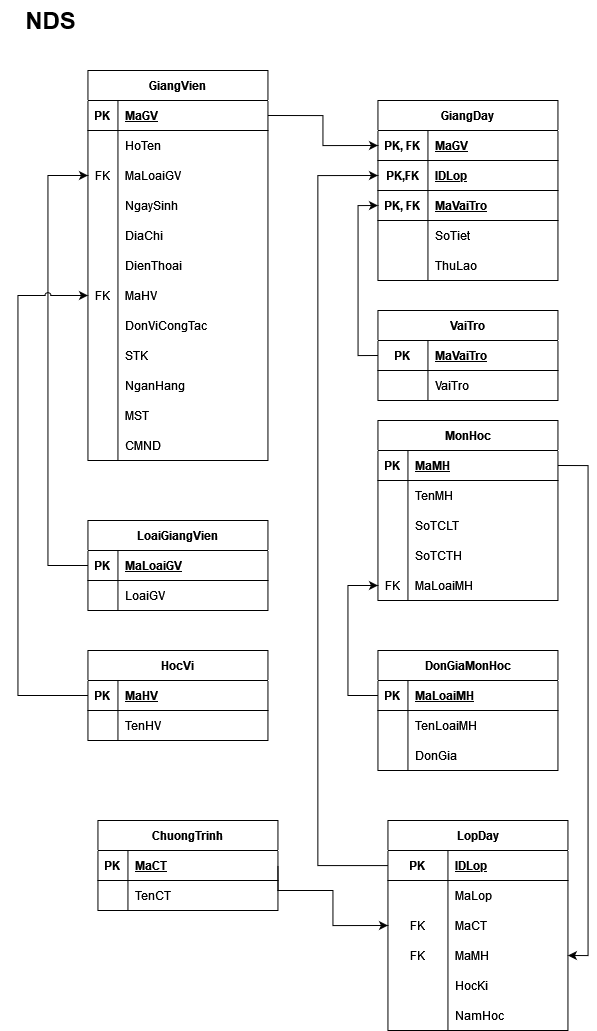 NDS
GiangVien
PK MaGV
HoTen
FK MaLoaiGV
NgaySinh
DiaChi
DienThoai
FK MaHV
DonViCongTac
STK
NganHang
MST
CMND
LoaiGiangVien
PK MaLoaiGV
LoaiGV
HocVi
PK MaHV
TenHV
ChuongTrinh
PK MaCT
TenCT
GiangDay
PK, FK MaGV
PK,FK IDLop
PK, FK MaVaiTro
SoTiet
ThuLao
VaiTro
PK MaVaiTro
VaiTro
MonHoc
PK MaMH
TenMH
SoTCLT
SoTCTH
FK MaLoaiMH
DonGiaMonHoc
PK MaLoaiMH
TenLoaiMH
DonGia
LopDay
PK IDLop
MaLop
FK MaCT
FK MaMH
HocKi
NamHoc